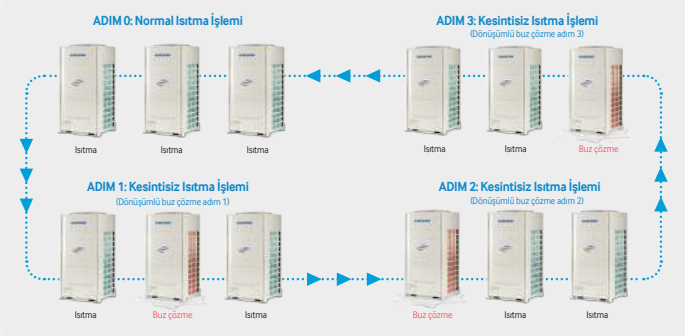 ADIM 0: Normal Isıtma İşlemi
Isıtma Isıtma Isıtma
ADIM 3: Kesintisiz Isıtma İşlemi
(Dönüşümlü buz çözme adım 3)
Isıtma Isıtma Buz çözme
ADIM 1: Kesintisiz Isıtma İşlemi
(Dönüşümlü buz çözme adım 1)
Isıtma Buz çözme Isıtma
ADIM 2: Kesintisiz Isıtma İşlemi
(Dönüşümlü buz çözme adım 2)
Buz çözme Isıtma Isıtma